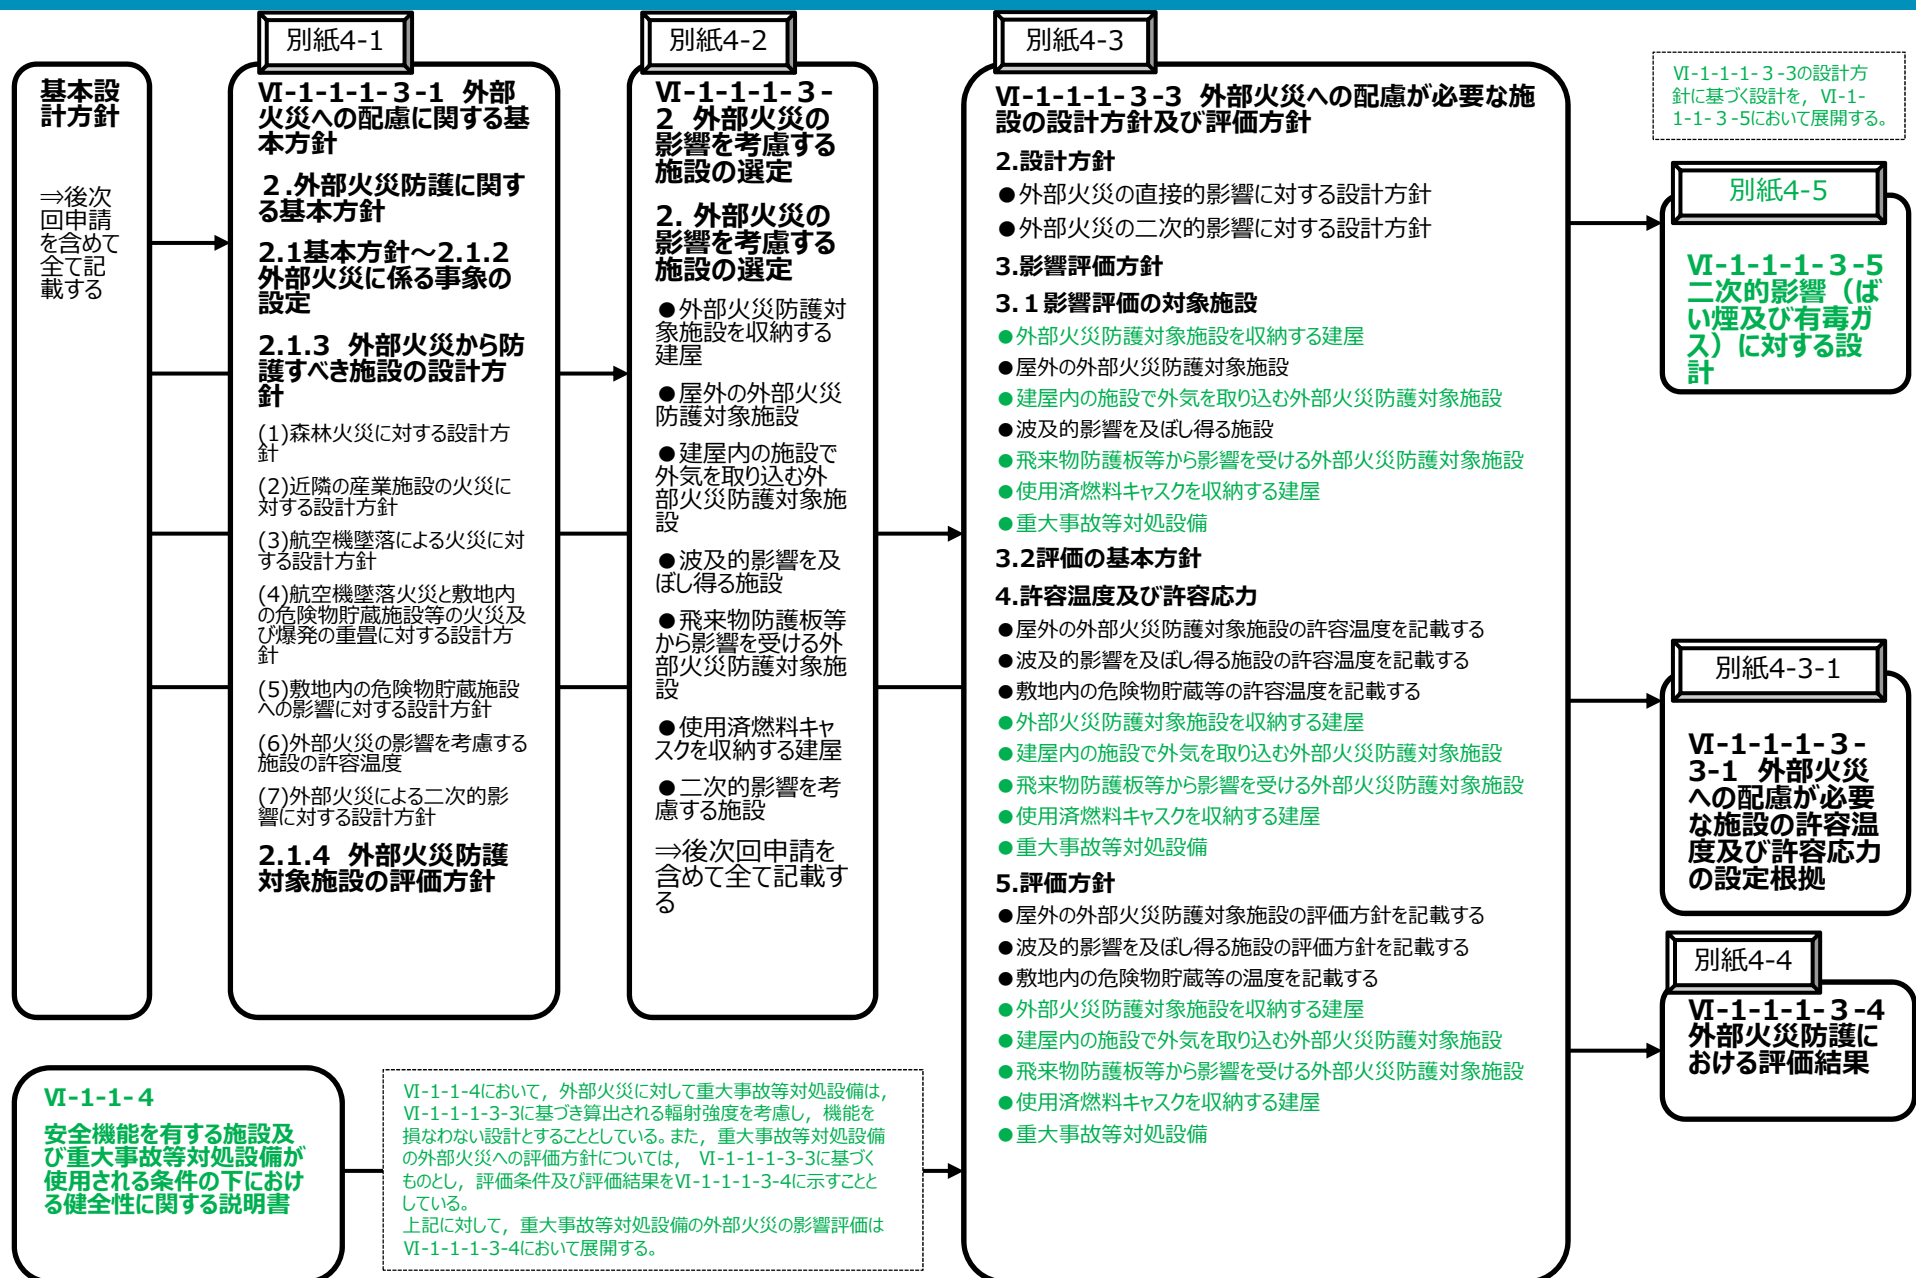 基本設
計方針
⇒後次
回申請
を含めて
全て記
載する
別紙4-1
Ⅵ-1-1-1-３-1 外部
火災への配慮に関する基
本方針
２.外部火災防護に関す
る基本方針
2.1基本方針～2.1.2
外部火災に係る事象の
設定
2.1.3 外部火災から防
護すべき施設の設計方
針
(1)森林火災に対する設計方
針
(2)近隣の産業施設の火災に
対する設計方針
(3)航空機墜落による火災に対
する設計方針
(4)航空機墜落火災と敷地内
の危険物貯蔵施設等の火災及
び爆発の重畳に対する設計方
針
(5)敷地内の危険物貯蔵施設
への影響に対する設計方針
(6)外部火災の影響を考慮する
施設の許容温度
(7)外部火災による二次的影
響に対する設計方針
2.1.4 外部火災防護
対象施設の評価方針
別紙4-2
Ⅵ-1-1-1-３-
2 外部火災の
影響を考慮する
施設の選定
2. 外部火災の
影響を考慮する
施設の選定
●外部火災防護対
象施設を収納する
建屋
●屋外の外部火災
防護対象施設
●建屋内の施設で
外気を取り込む外
部火災防護対象施
設
●波及的影響を及
ぼし得る施設
●飛来物防護板等
から影響を受ける外
部火災防護対象施
設
●使用済燃料キャ
スクを収納する建屋
●二次的影響を考
慮する施設
⇒後次回申請を
含めて全て記載す
る
別紙4-3
Ⅵ-1-1-1-３-3 外部火災への配慮が必要な施
設の設計方針及び評価方針
2.設計方針
●外部火災の直接的影響に対する設計方針
●外部火災の二次的影響に対する設計方針
3.影響評価方針
3.１影響評価の対象施設
●外部火災防護対象施設を収納する建屋
●屋外の外部火災防護対象施設
●建屋内の施設で外気を取り込む外部火災防護対象施設
●波及的影響を及ぼし得る施設
●飛来物防護板等から影響を受ける外部火災防護対象施設
●使用済燃料キャスクを収納する建屋
●重大事故等対処設備
3.2評価の基本方針
4.許容温度及び許容応力
●屋外の外部火災防護対象施設の許容温度を記載する
●波及的影響を及ぼし得る施設の許容温度を記載する
●敷地内の危険物貯蔵等の許容温度を記載する
●外部火災防護対象施設を収納する建屋
●建屋内の施設で外気を取り込む外部火災防護対象施設
●飛来物防護板等から影響を受ける外部火災防護対象施設
●使用済燃料キャスクを収納する建屋
●重大事故等対処設備
5.評価方針
●屋外の外部火災防護対象施設の評価方針を記載する
●波及的影響を及ぼし得る施設の評価方針を記載する
●敷地内の危険物貯蔵等の温度を記載する
●外部火災防護対象施設を収納する建屋
●建屋内の施設で外気を取り込む外部火災防護対象施設
●飛来物防護板等から影響を受ける外部火災防護対象施設
●使用済燃料キャスクを収納する建屋
●重大事故等対処設備
Ⅵ-1-1-1-３-3の設計方
針に基づく設計を，Ⅵ-1-
1-1-３-5において展開する。
別紙4-5
Ⅵ-1-1-1-３-5
二次的影響（ば
い煙及び有毒ガ
ス）に対する設
計
別紙4-3-1
Ⅵ-1-1-1-３-
3-1 外部火災
への配慮が必要
な施設の許容温
度及び許容応力
の設定根拠
別紙4-4
Ⅵ-1-1-1-３-4
外部火災防護に
おける評価結果
Ⅵ-1-1-４
安全機能を有する施設及
び重大事故等対処設備が
使用される条件の下におけ
る健全性に関する説明書
Ⅵ-1-1-4において，外部火災に対して重大事故等対処設備は，
Ⅵ-1-1-1-3-3に基づき算出される輻射強度を考慮し，機能を
損なわない設計とすることとしている。また，重大事故等対処設備
の外部火災への評価方針については， Ⅵ-1-1-1-3-3に基づく
ものとし，評価条件及び評価結果をⅥ-1-1-1-3-4に示すことと
している。
上記に対して，重大事故等対処設備の外部火災の影響評価は
Ⅵ-1-1-1-3-4において展開する。